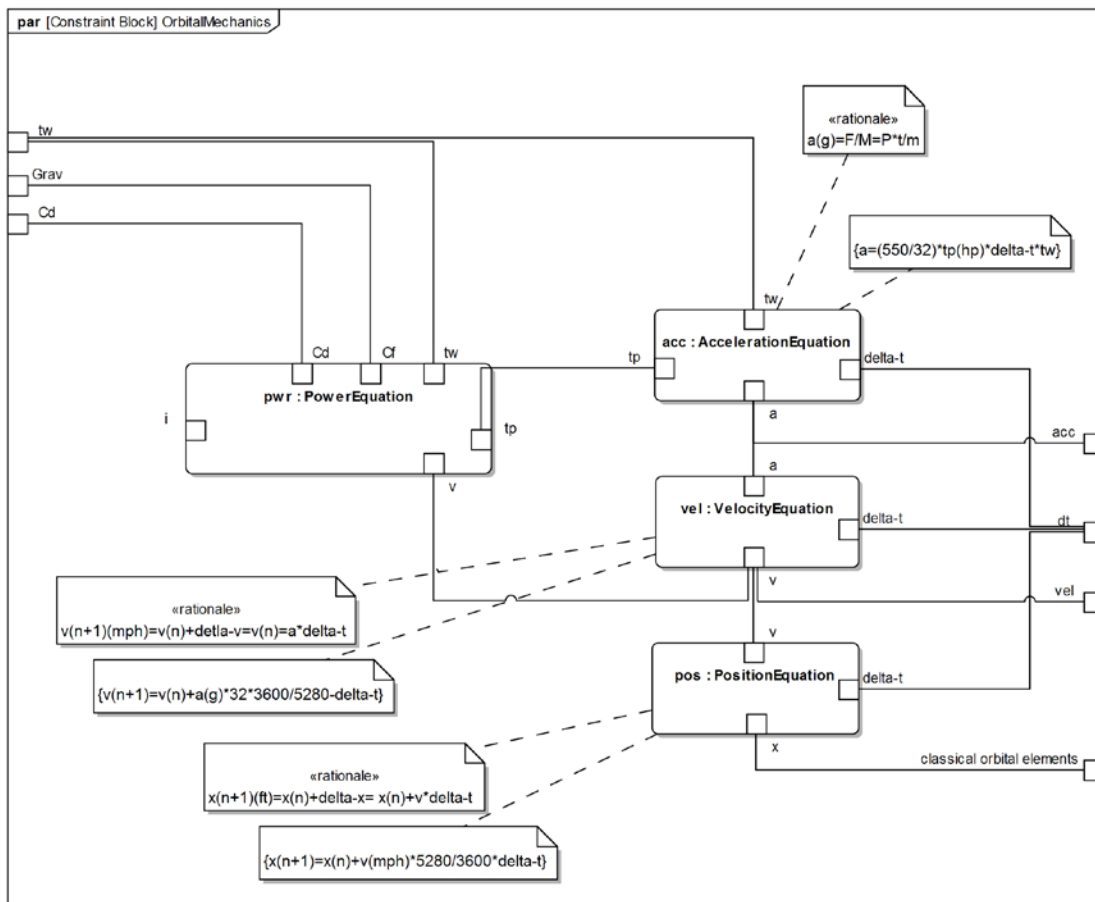 par [Constraint Block] OrbitalMechanics
tw
Grav
Cd
«rationale»
a(g)=F/M=P*t/m
{a=(550/32)*tp(hp)*delta-t*tw}
tw
acc : AccelerationEquation
tp
delta-t
a
Cd
Cf
tw
pwr : PowerEquation
i
tp
v
acc
a
vel : VelocityEquation
delta-t
dt
v
vel
«rationale»
v(n+1)(mph)=v(n)+detla-v=v(n)=a*delta-t
{v(n+1)=v(n)+a(g)*32*3600/5280-delta-t}
v
pos : PositionEquation
delta-t
x
classical orbital elements
«rationale»
x(n+1)(ft)=x(n)+delta-x= x(n)+v*delta-t
{x(n+1)=x(n)+v(mph)*5280/3600*delta-t}